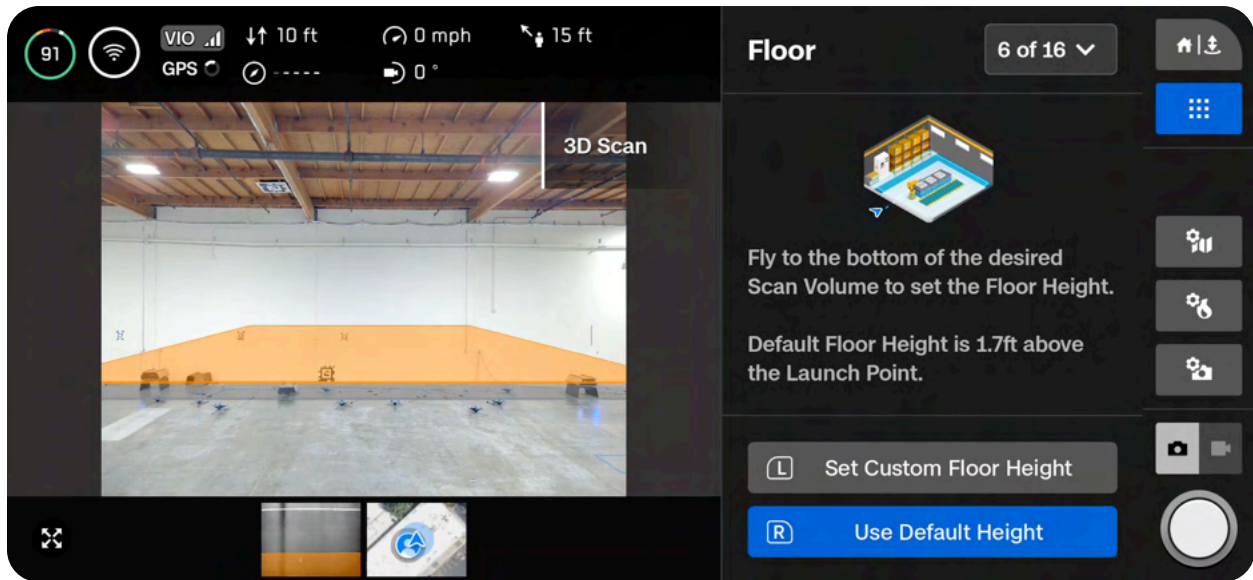 91
VIO
GPS
10 ft
0 mph
15 ft
-----
0 °
3D Scan
Floor
6 of 16
Fly to the bottom of the desired
Scan Volume to set the Floor Height.
Default Floor Height is 1.7ft above
the Launch Point.
L Set Custom Floor Height
R Use Default Height